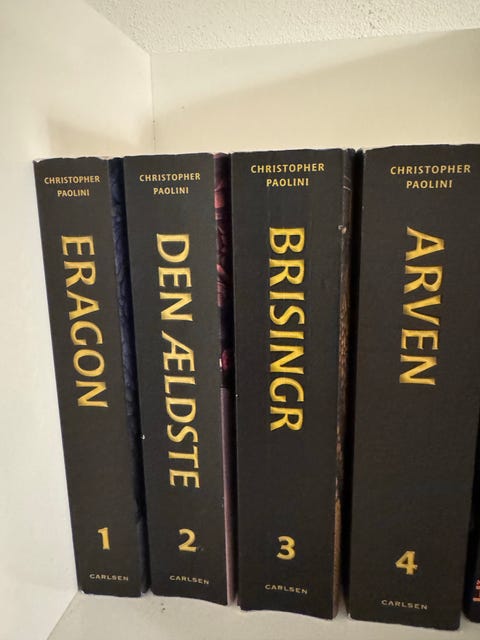 CHRISTOPHER
PAOLINI
ERAGON
1
CARLSEN
CHRISTOPHER
PAOLINI
DEN ÆLDSTE
2
CARLSEN
CHRISTOPHER
PAOLINI
BRISINGR
3
CARLSEN
CHRISTOPHER
PAOLINI
ARVEN
4
CARLSEN